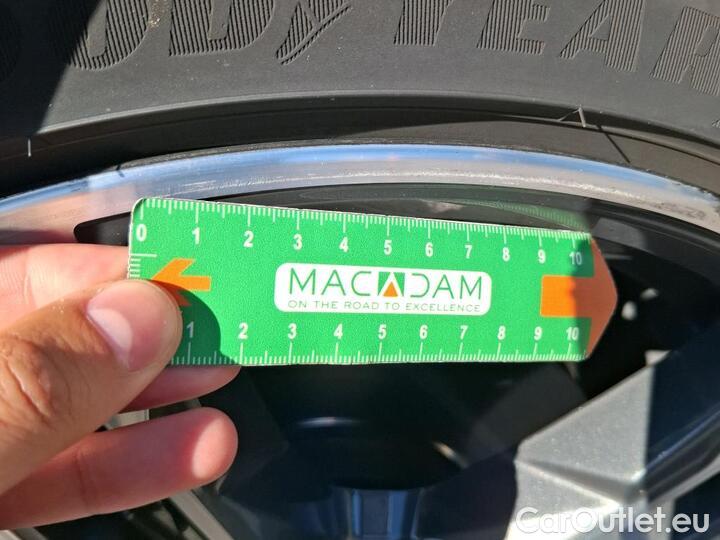 GOODYEAR
0 1 2 3 4 5 6 7 8 9 10
MACADAM
ON THE ROAD TO EXCELLENCE
1 2 3 4 5 6 7 8 9 10
CarOutlet.eu